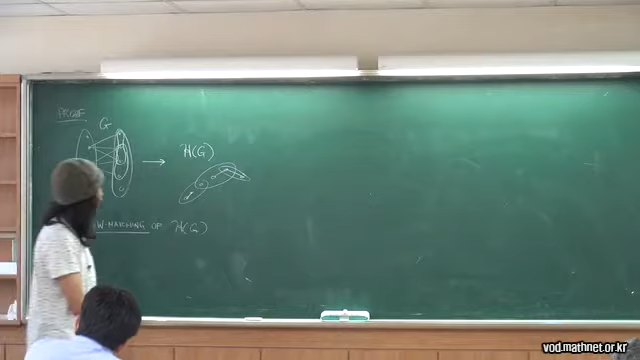 PROOF
G
→ H(G)
W-MATCHING OF H(G)
vod.mathnet.or.kr